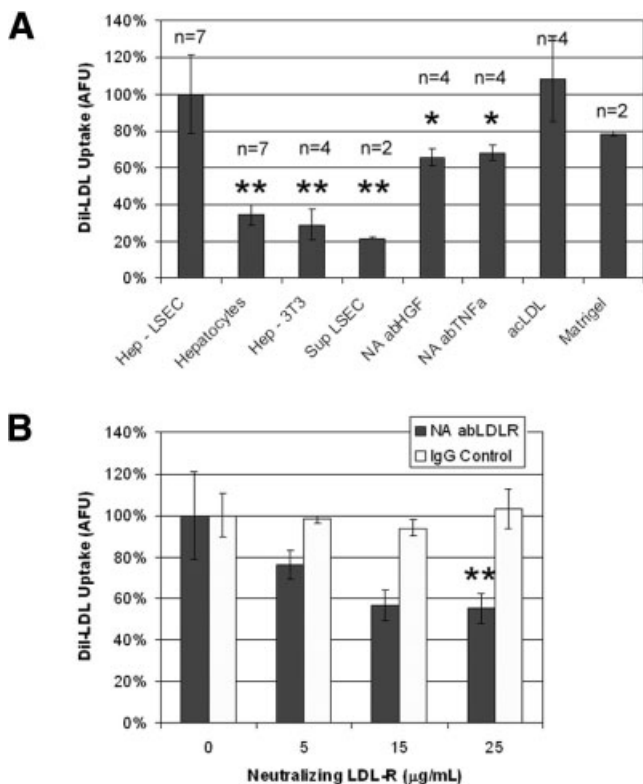 A
Dil-LDL Uptake (AFU)
140%
120%
100%
80%
60%
40%
20%
0%
n=7
n=7
n=4
n=2
n=4
n=4
n=4
n=2
**
**
**
*
*
Hep - LSEC
Hepatocytes
Hep - 3T3
Sup LSEC
NA abHGF
NA abTNFa
acLDL
Matrigel
B
Dil-LDL Uptake (AFU)
140%
120%
100%
80%
60%
40%
20%
0%
NA abLDLR
IgG Control
**
0
5
15
25
Neutralizing LDL-R (µg/mL)